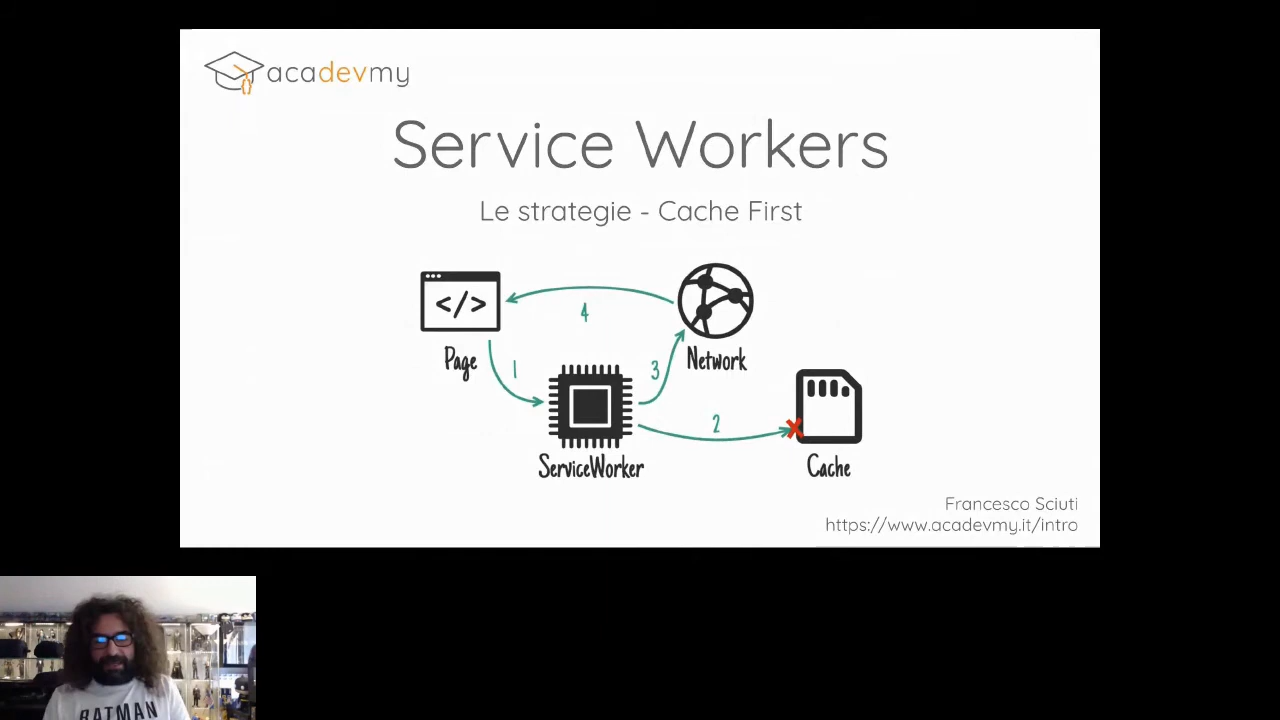 acadevmy
Service Workers
Le strategie - Cache First
</>
4
Page
1
3
Network
2
ServiceWorker
Cache
Francesco Sciuti
https://www.acadevmy.it/intro
BATMAN